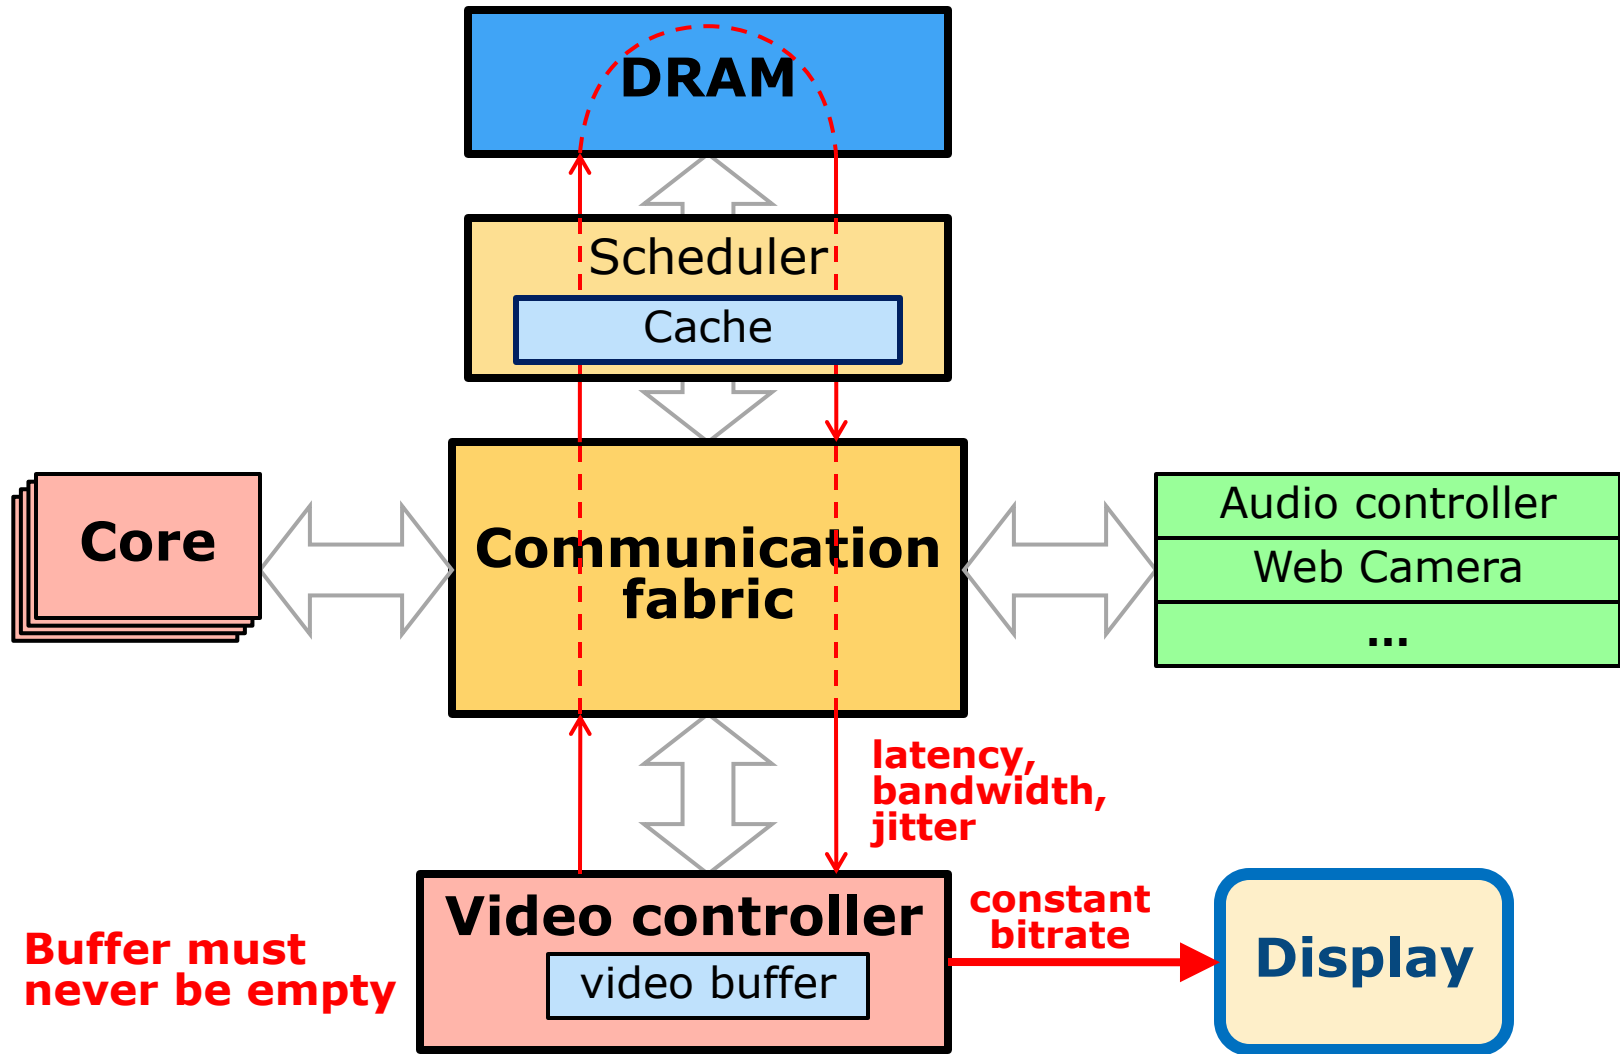 DRAM
Scheduler
Cache
Core
Communication
fabric
Audio controller
Web Camera
...
latency,
bandwidth,
jitter
Video controller
video buffer
constant
bitrate
Display
Buffer must
never be empty